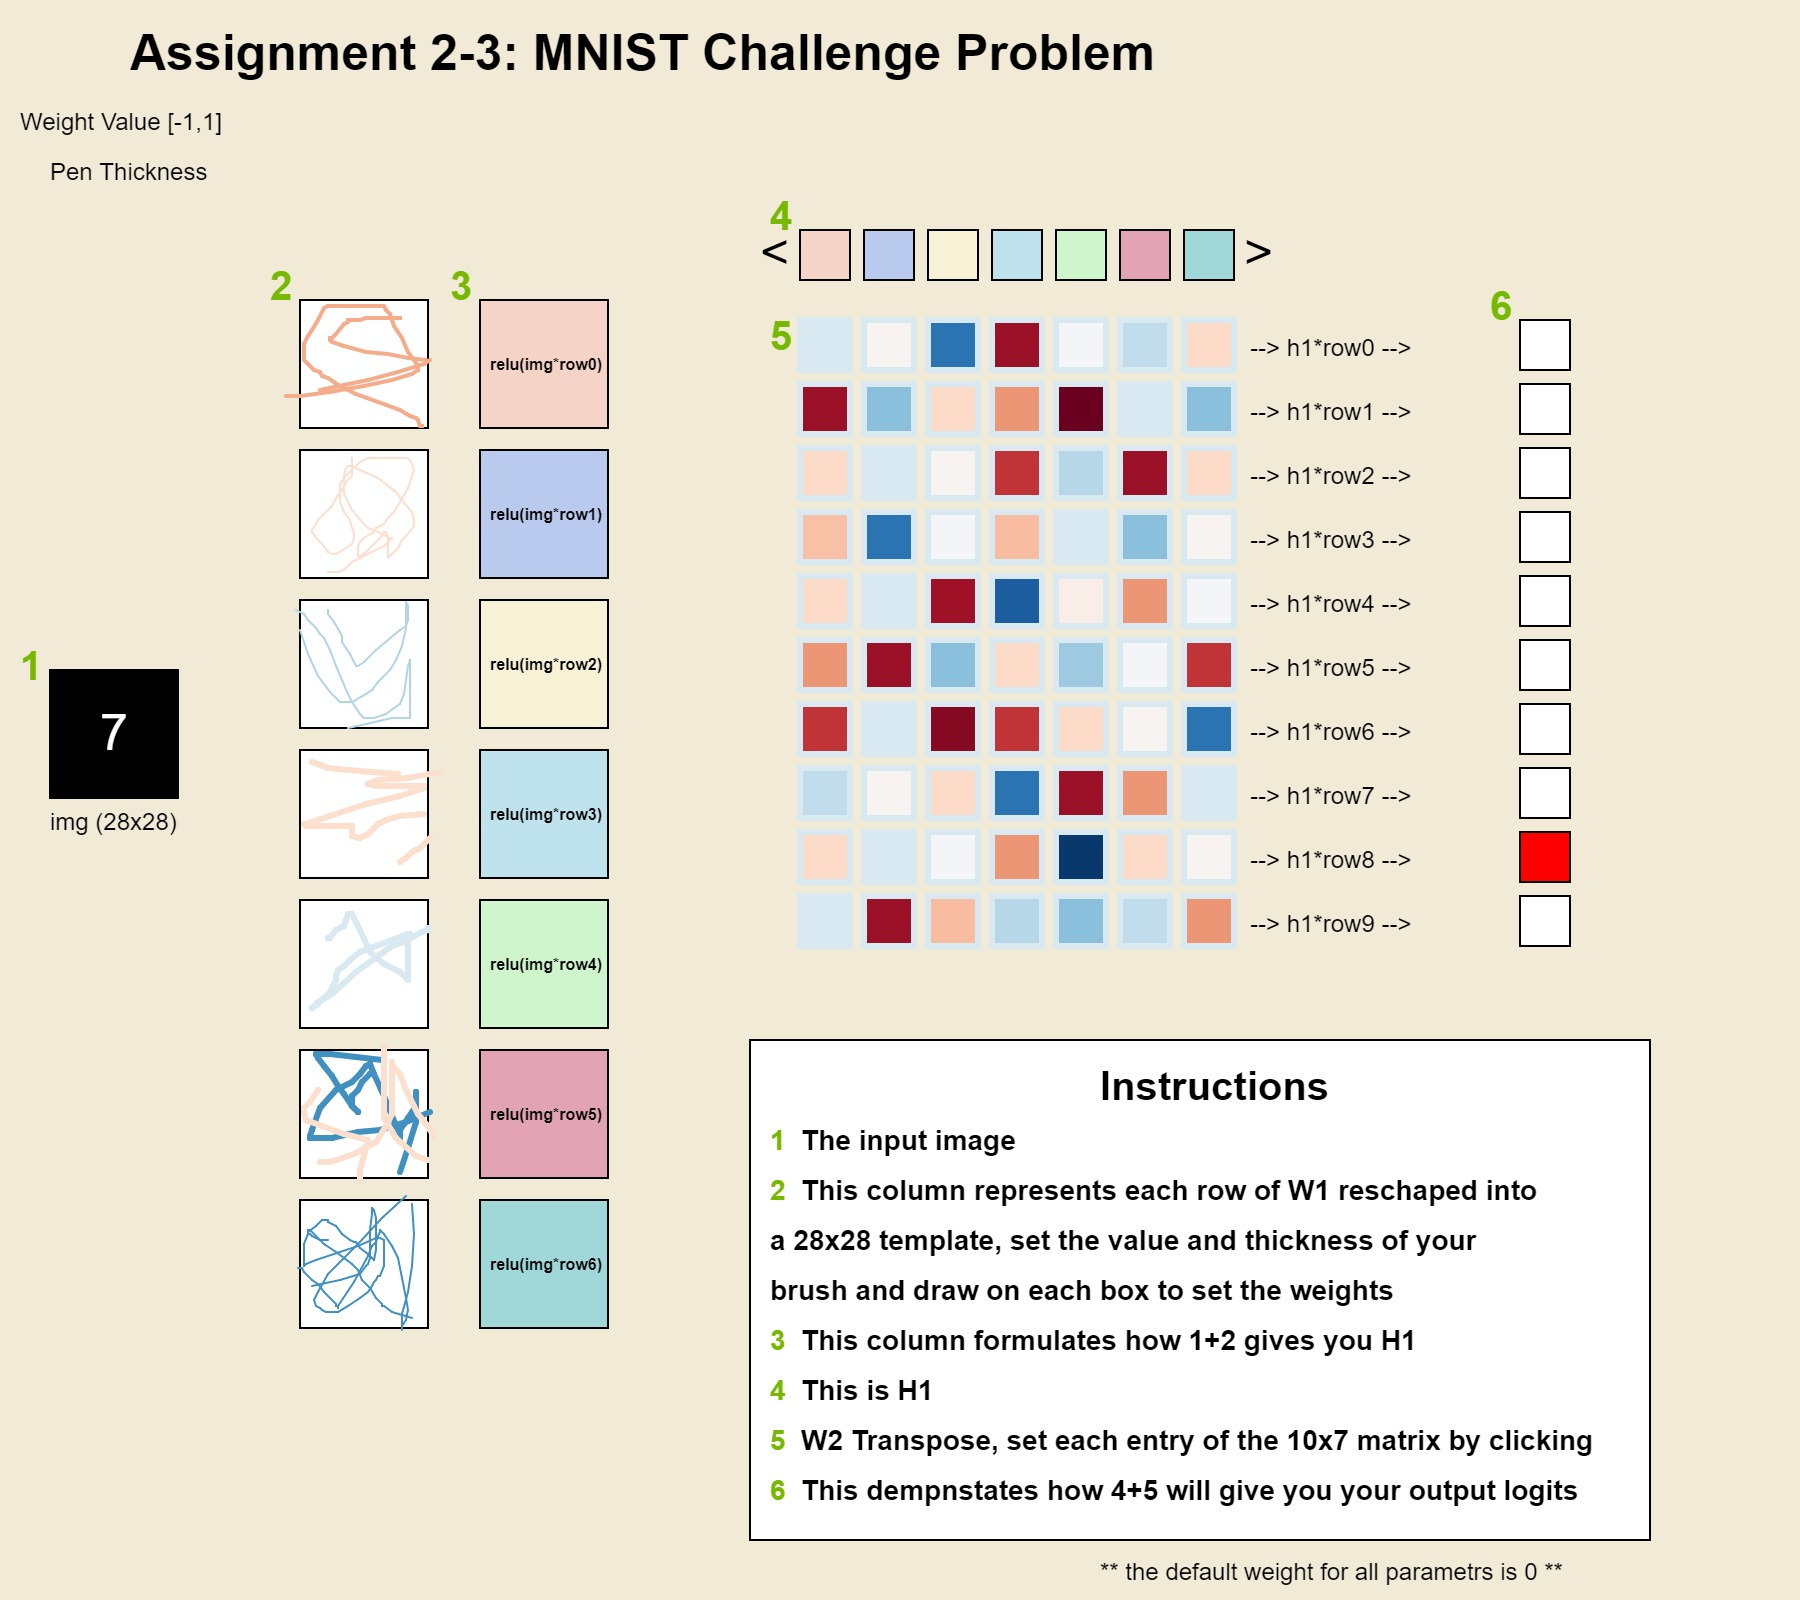 Assignment 2-3: MNIST Challenge Problem
Weight Value [-1,1]
Pen Thickness
4
< >
2
3
relu(img*row0)
relu(img*row1)
relu(img*row2)
relu(img*row3)
relu(img*row4)
relu(img*row5)
relu(img*row6)
1
7
img (28x28)
5
--> h1*row0 -->
--> h1*row1 -->
--> h1*row2 -->
--> h1*row3 -->
--> h1*row4 -->
--> h1*row5 -->
--> h1*row6 -->
--> h1*row7 -->
--> h1*row8 -->
--> h1*row9 -->
6
Instructions
1 The input image
2 This column represents each row of W1 reschaped into
a 28x28 template, set the value and thickness of your
brush and draw on each box to set the weights
3 This column formulates how 1+2 gives you H1
4 This is H1
5 W2 Transpose, set each entry of the 10x7 matrix by clicking
6 This dempnstates how 4+5 will give you your output logits
** the default weight for all parametrs is 0 **